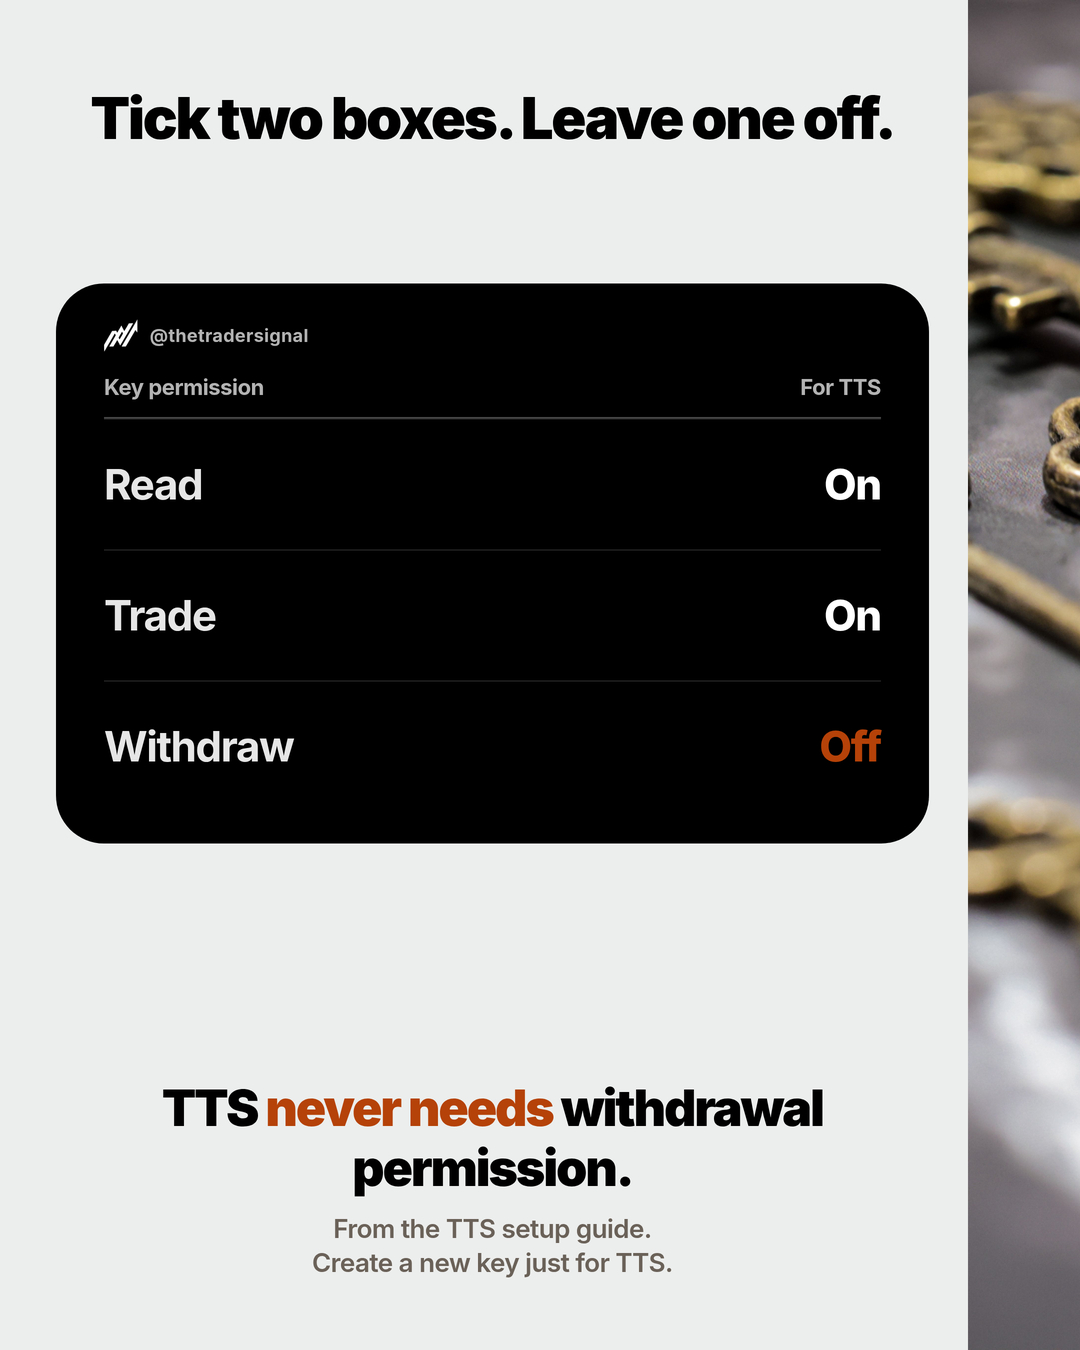 Tick two boxes. Leave one off.
@thetradersignal
Key permission For TTS
Read On
Trade On
Withdraw Off
TTS never needs withdrawal
permission.
From the TTS setup guide.
Create a new key just for TTS.